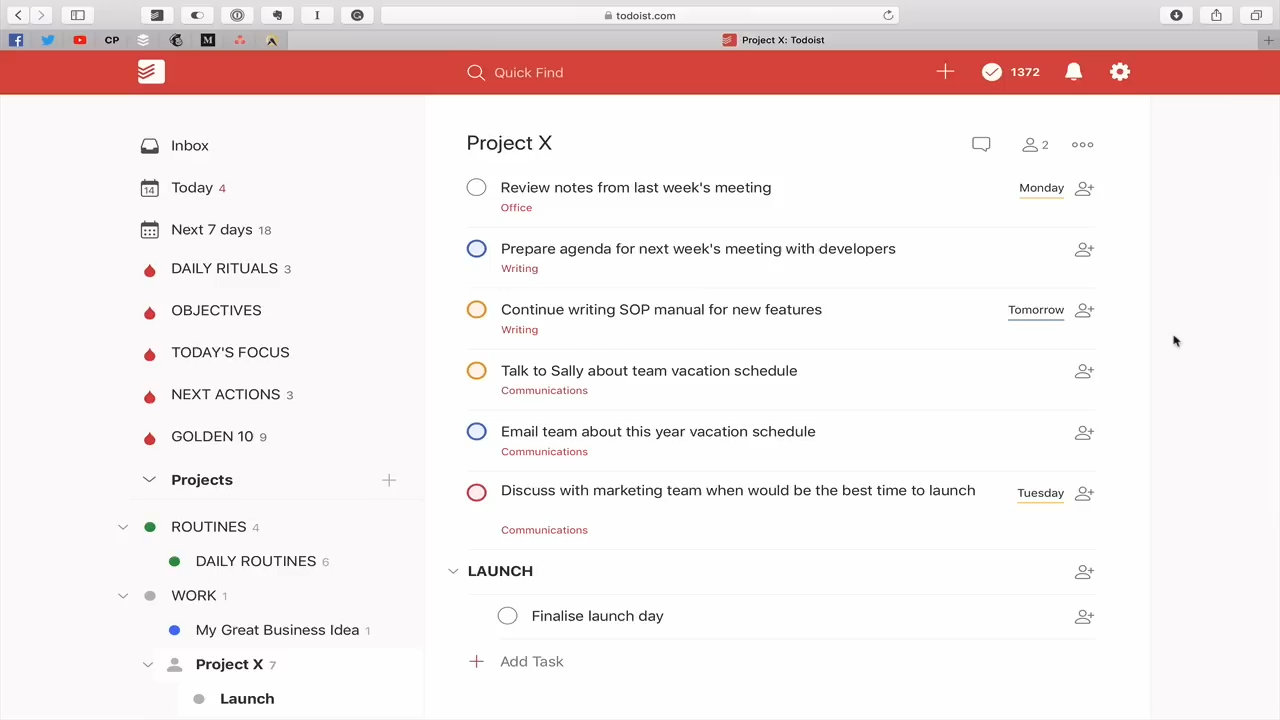 todoist.com
CP
M
Project X: Todoist
Quick Find
1372
Inbox
14
Today 4
Next 7 days 18
DAILY RITUALS 3
OBJECTIVES
TODAY'S FOCUS
NEXT ACTIONS 3
GOLDEN 10 9
Projects
ROUTINES 4
DAILY ROUTINES 6
WORK 1
My Great Business Idea 1
Project X 7
Launch
Project X
2
Review notes from last week's meeting
Monday
Office
Prepare agenda for next week's meeting with developers
Writing
Continue writing SOP manual for new features
Tomorrow
Writing
Talk to Sally about team vacation schedule
Communications
Email team about this year vacation schedule
Communications
Discuss with marketing team when would be the best time to launch
Tuesday
Communications
LAUNCH
Finalise launch day
Add Task